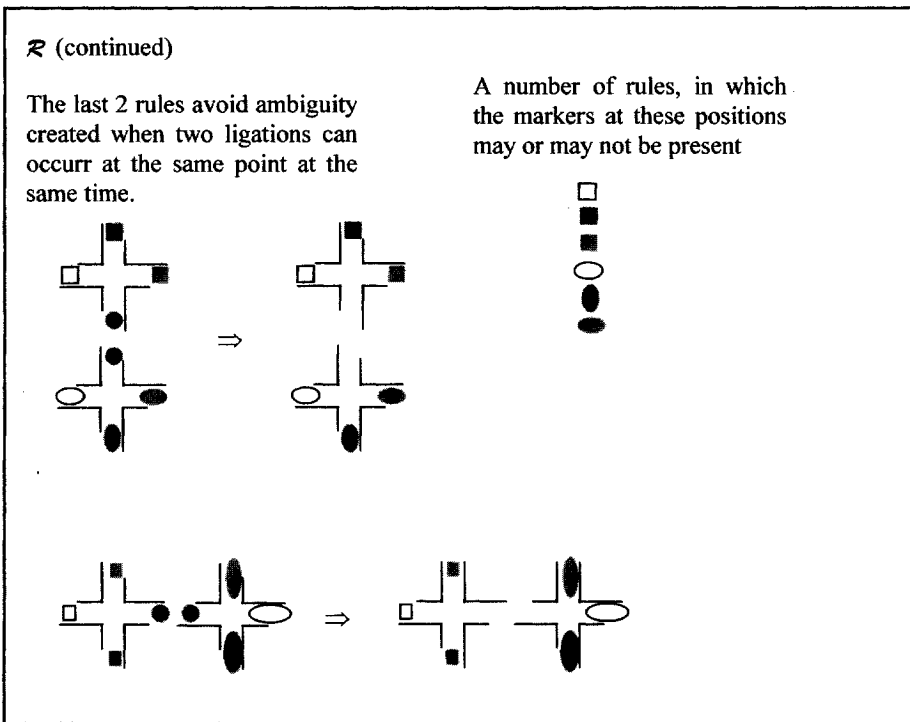 R (continued)
The last 2 rules avoid ambiguity
created when two ligations can
occurr at the same point at the
same time.
A number of rules, in which
the markers at these positions
may or may not be present
⇒
⇒